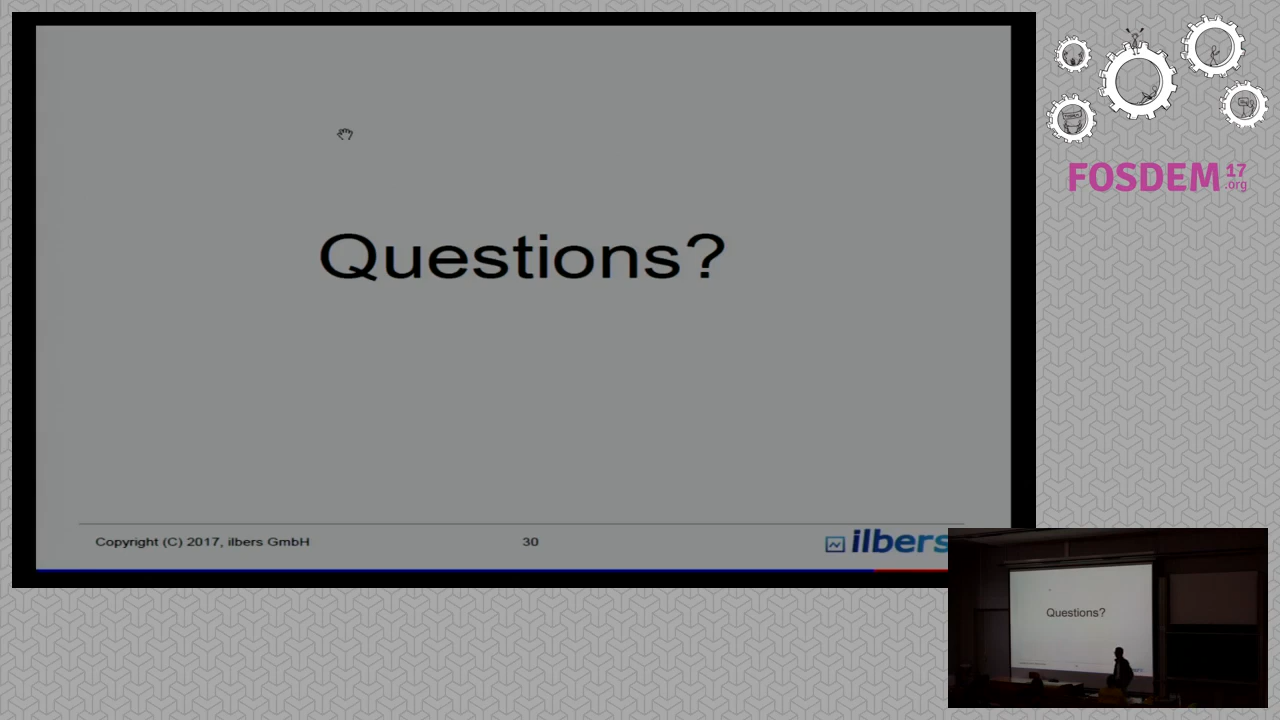 Questions?
Copyright (C) 2017, ilbers GmbH
30
ilbers
FOSDEM 17
.org
Questions?